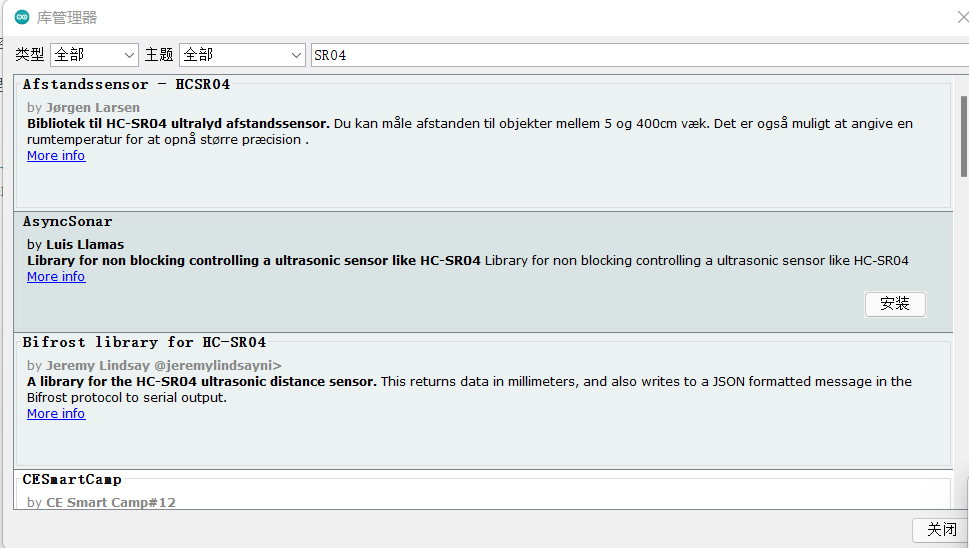 库管理器
类型 全部 主题 全部 SR04
Afstandssensor - HCSR04
by Jørgen Larsen
Bibliotek til HC-SR04 ultralyd afstandssensor. Du kan måle afstanden til objekter mellem 5 og 400cm væk. Det er også muligt at angive en
rumtemperatur for at opnå større præcision .
More info
AsyncSonar
by Luis Llamas
Library for non blocking controlling a ultrasonic sensor like HC-SR04 Library for non blocking controlling a ultrasonic sensor like HC-SR04
More info
安装
Bifrost library for HC-SR04
by Jeremy Lindsay @jeremylindsayni>
A library for the HC-SR04 ultrasonic distance sensor. This returns data in millimeters, and also writes to a JSON formatted message in the
Bifrost protocol to serial output.
More info
CESmartCamp
by CE Smart Camp#12
关闭